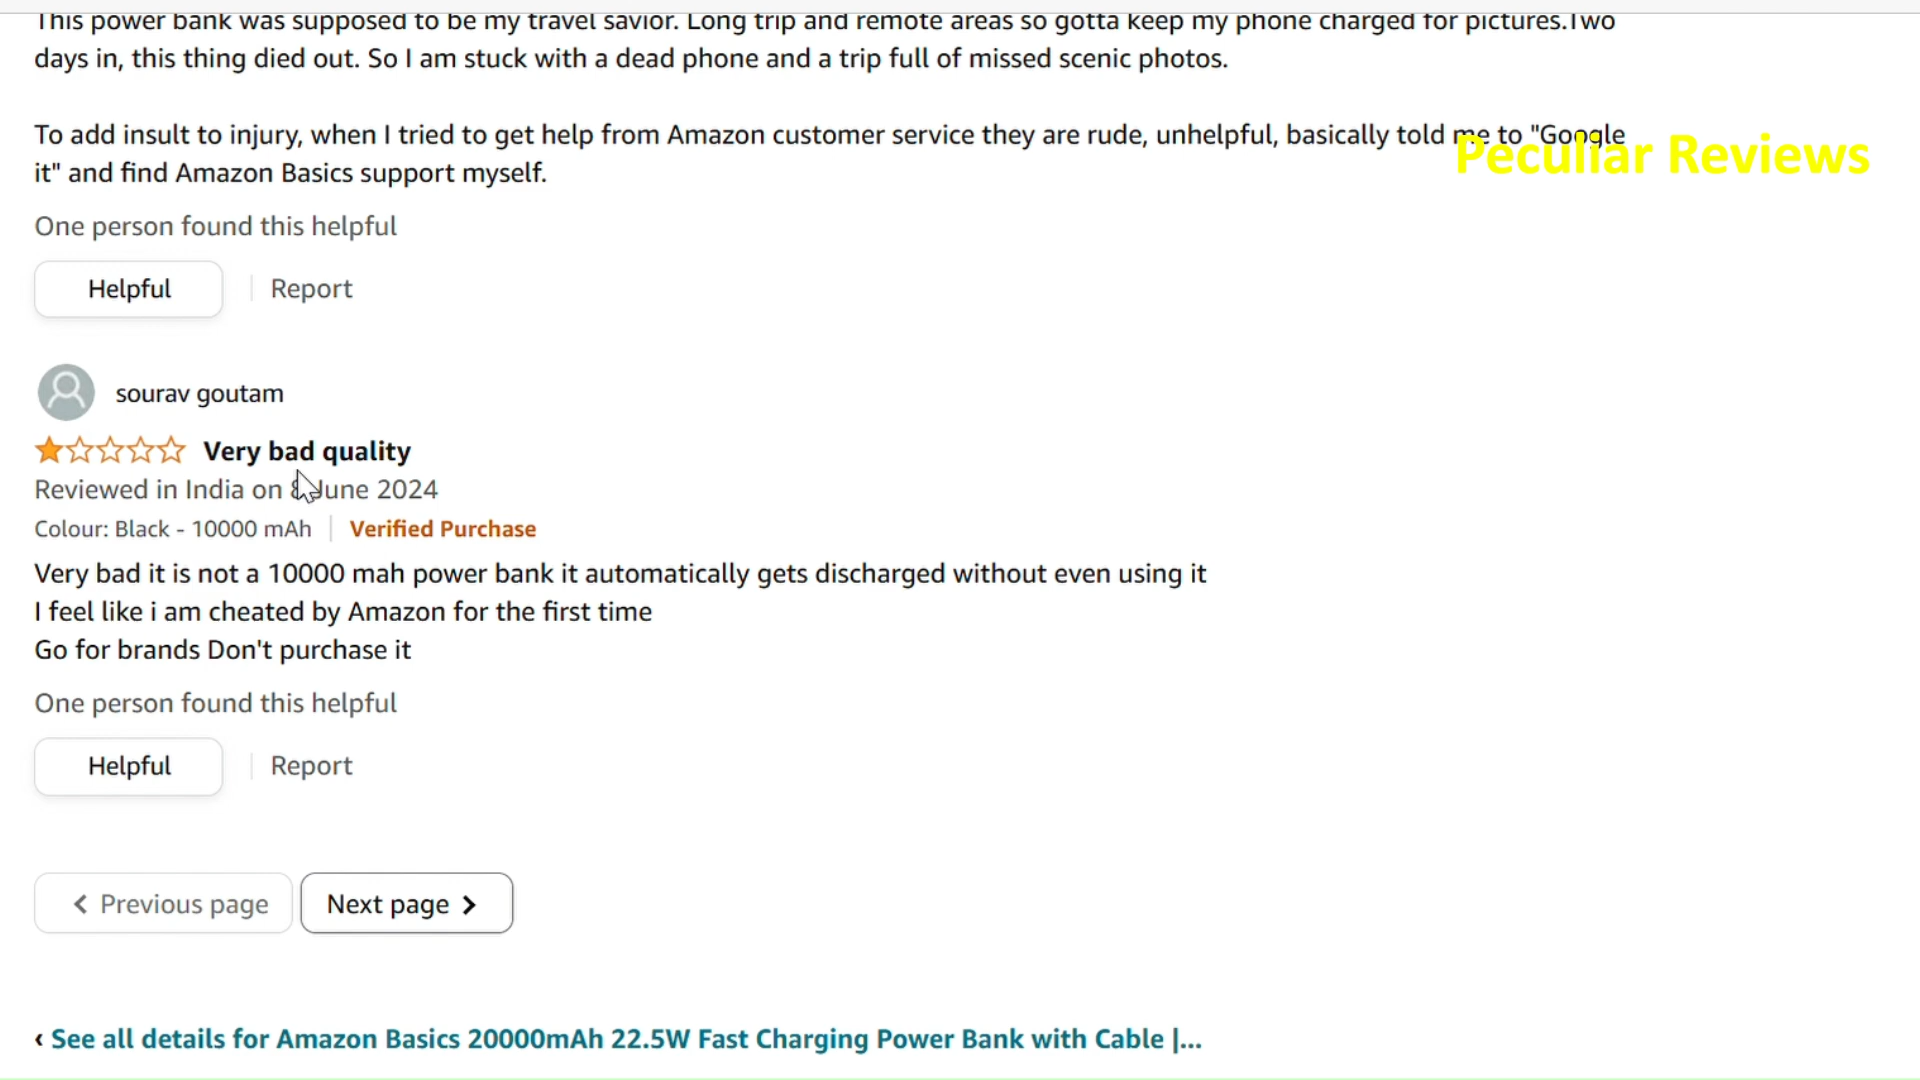 This power bank was supposed to be my travel savior. Long trip and remote areas so gotta keep my phone charged for pictures.Two
days in, this thing died out. So I am stuck with a dead phone and a trip full of missed scenic photos.
To add insult to injury, when I tried to get help from Amazon customer service they are rude, unhelpful, basically told me to "Google
it" and find Amazon Basics support myself.
Peculiar Reviews
One person found this helpful
Helpful
Report
sourav goutam
Very bad quality
Reviewed in India on 8 June 2024
Colour: Black - 10000 mAh
Verified Purchase
Very bad it is not a 10000 mah power bank it automatically gets discharged without even using it
I feel like i am cheated by Amazon for the first time
Go for brands Don't purchase it
One person found this helpful
Helpful
Report
Previous page
Next page
‹ See all details for Amazon Basics 20000mAh 22.5W Fast Charging Power Bank with Cable |...